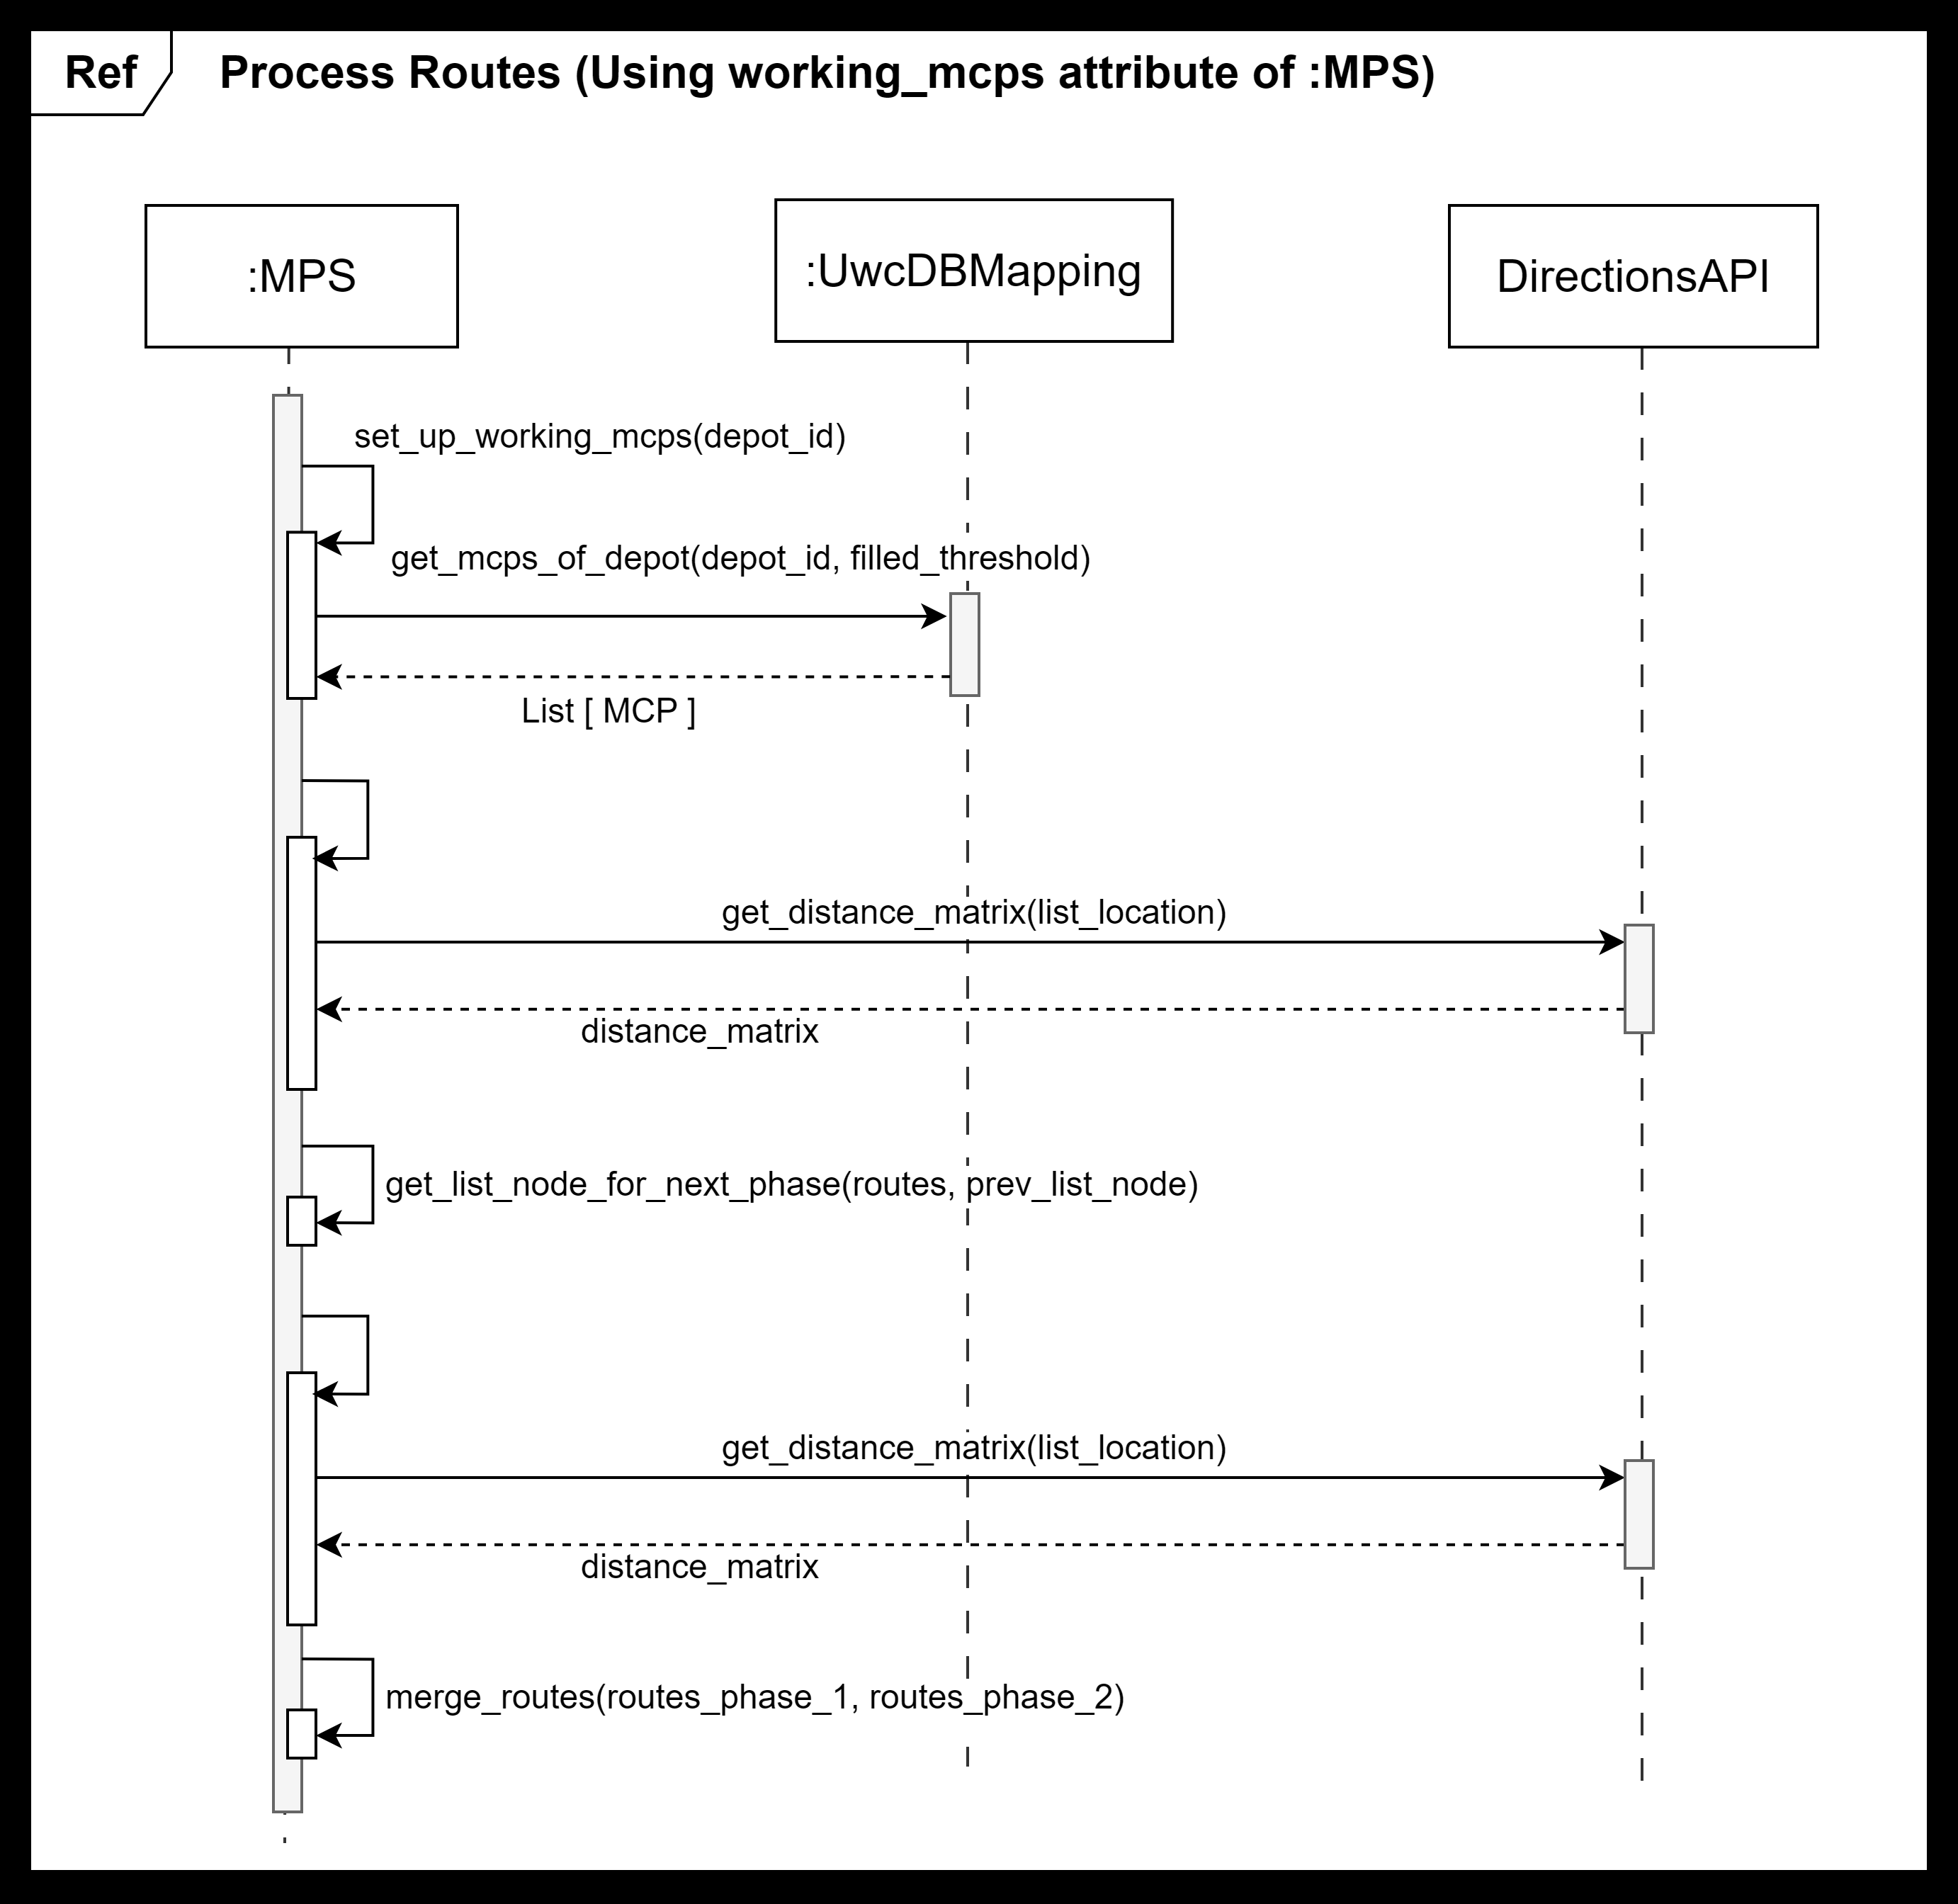 Ref
Process Routes (Using working_mcps attribute of :MPS)
:MPS
:UwcDBMapping
DirectionsAPI
set_up_working_mcps(depot_id)
get_mcps_of_depot(depot_id, filled_threshold)
List [ MCP ]
get_distance_matrix(list_location)
distance_matrix
get_list_node_for_next_phase(routes, prev_list_node)
get_distance_matrix(list_location)
distance_matrix
merge_routes(routes_phase_1, routes_phase_2)